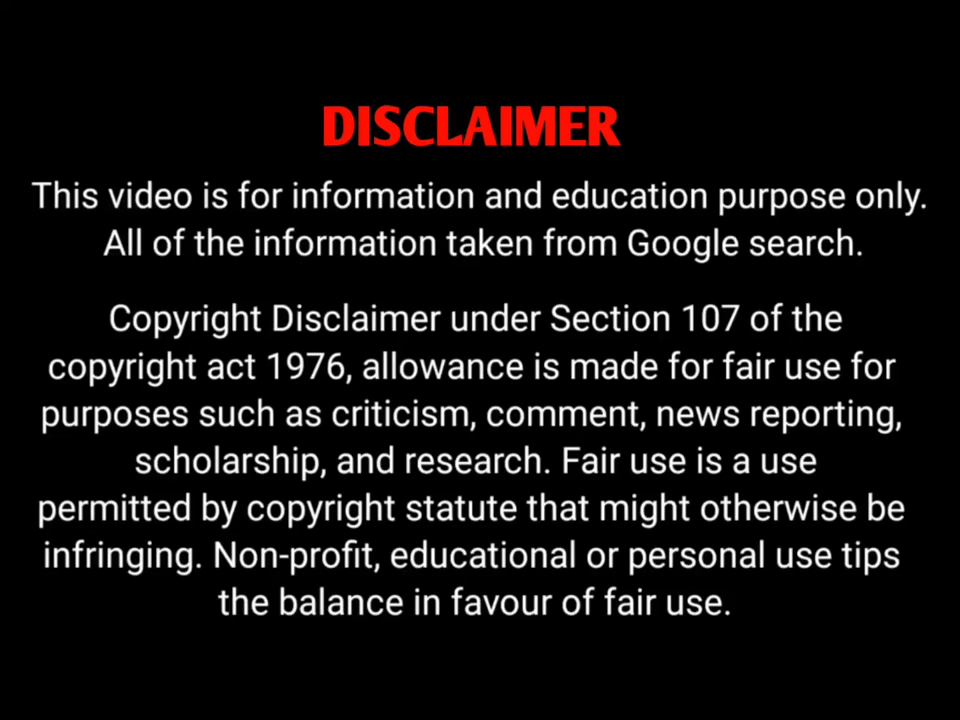 DISCLAIMER
This video is for information and education purpose only.
All of the information taken from Google search.
Copyright Disclaimer under Section 107 of the
copyright act 1976, allowance is made for fair use for
purposes such as criticism, comment, news reporting,
scholarship, and research. Fair use is a use
permitted by copyright statute that might otherwise be
infringing. Non-profit, educational or personal use tips
the balance in favour of fair use.